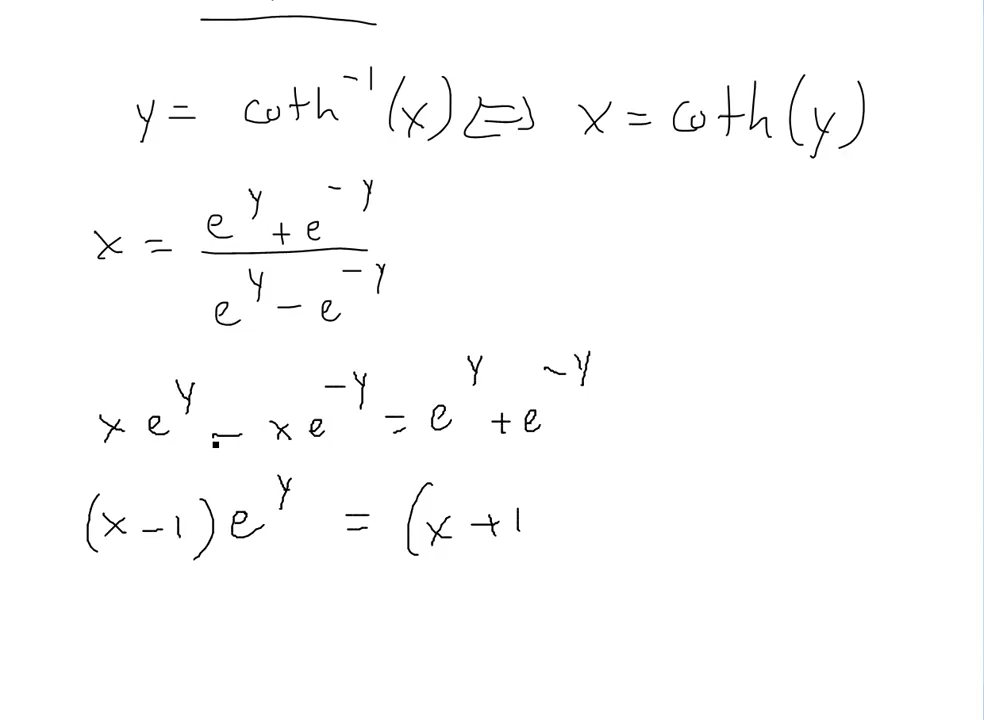 y = coth⁻¹(x) ⇔ x = coth(y)
x = (e^y + e^-y)/(e^y - e^-y)
xe^y - xe^-y = e^y + e^-y
(x-1)e^y = (x+1